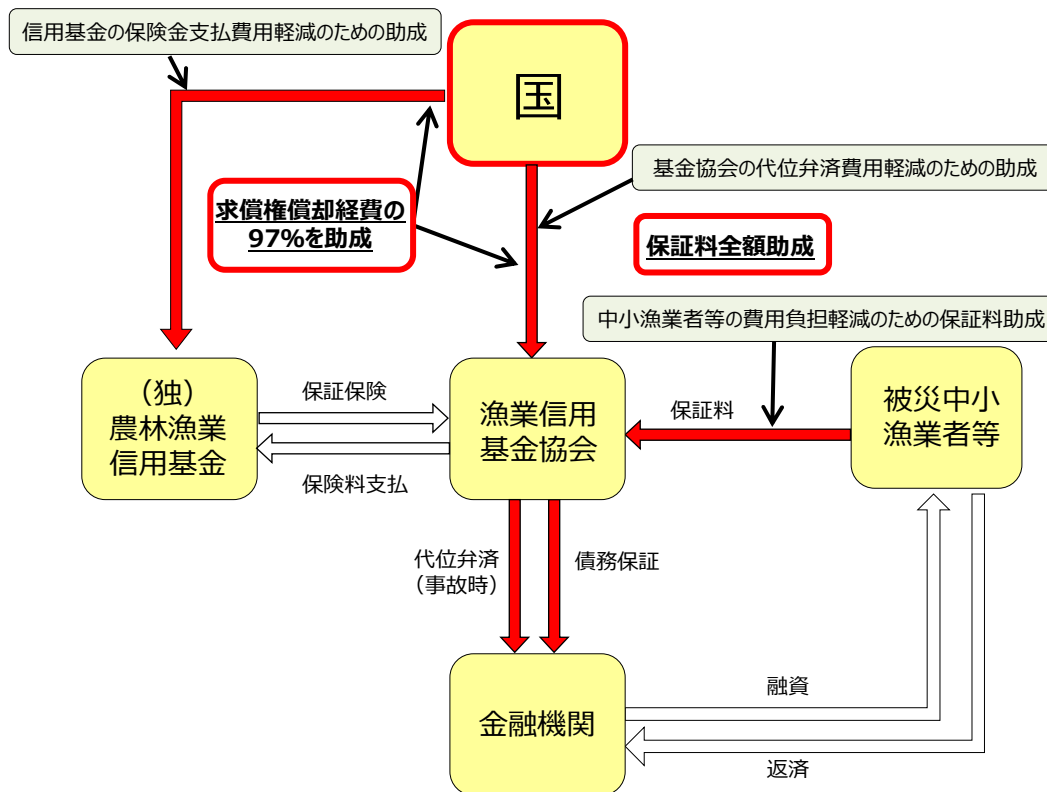 信用基金の保険金支払費用軽減のための助成
国
基金協会の代位弁済費用軽減のための助成
求償権償却経費の
97%を助成
保証料全額助成
中小漁業者等の費用負担軽減のための保証料助成
（独）
農林漁業
信用基金
保証保険
保険料支払
漁業信用
基金協会
保証料
被災中小
漁業者等
代位弁済
（事故時）
債務保証
金融機関
融資
返済